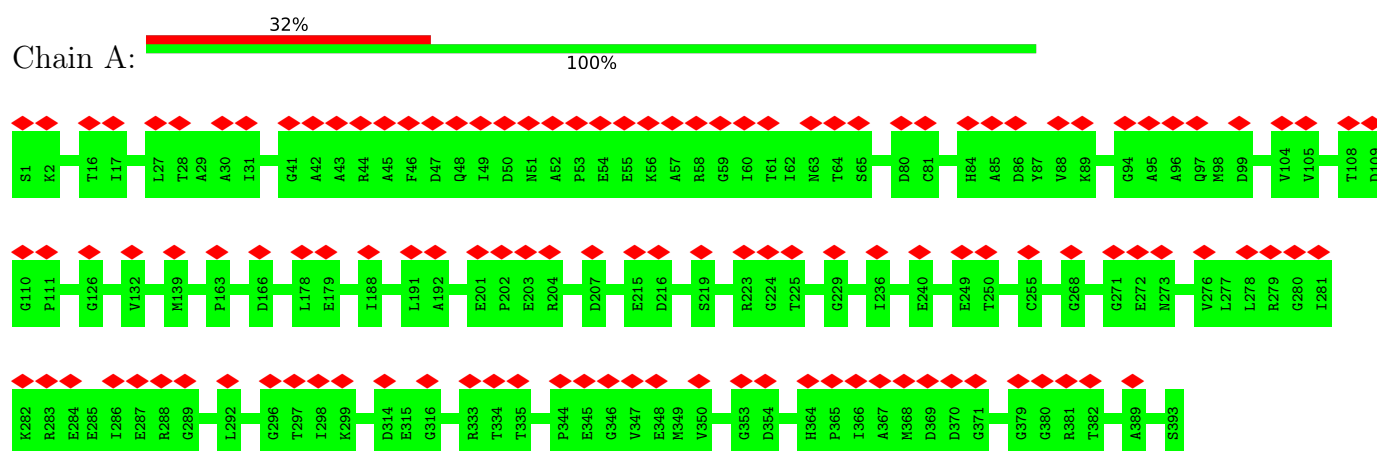 32%
Chain A:
100%
S1 K2 T16 I17 L27 T28 A29 A30 I31 G41 A42 A43 R44 A45 F46 D47 Q48 I49 D50 N51 A52 P53 E54 E55 K56 A57 R58 G59 I60 T61 I62 N63 T64 S65 D80 C81 H84 A85 D86 Y87 V88 K89 G94 A95 A96 Q97 M98 D99 V104 V105 T108 D109
G110 P111 G126 V132 M139 P163 D166 L178 E179 I188 L191 A192 E201 P202 E203 R204 D207 E215 D216 S219 R223 G224 T225 G229 I236 E240 E249 T250 C255 G268 G271 E272 N273 V276 L277 L278 R279 G280 I281
K282 R283 E284 E285 I286 E287 R288 G289 L292 G296 T297 I298 K299 D314 E315 G316 R333 T334 T335 P344 E345 G346 V347 E348 M349 V350 G353 D354 H364 P365 I366 A367 M368 D369 D370 G371 G379 G380 R381 T382 A389 S393